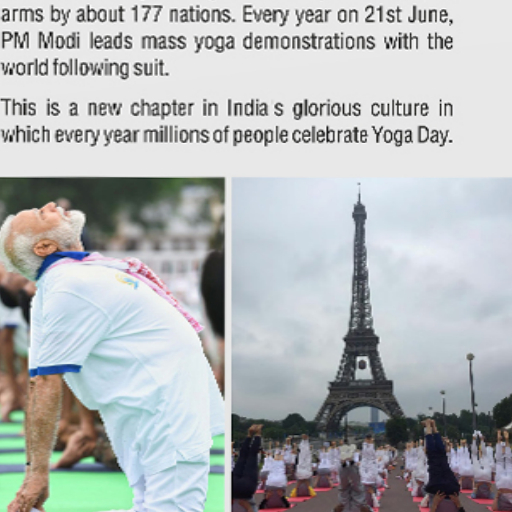 arms by about 177 nations. Every year on 21st June,
PM Modi leads mass yoga demonstrations with the
world following suit.
This is a new chapter in India s glorious culture in
which every year millions of people celebrate Yoga Day.